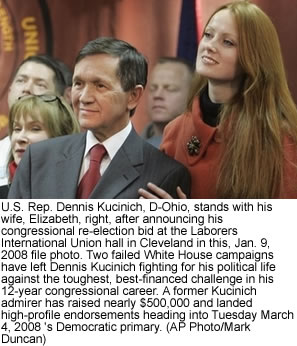 UNION
U.S. Rep. Dennis Kucinich, D-Ohio, stands with his
wife, Elizabeth, right, after announcing his
congressional re-election bid at the Laborers
International Union hall in Cleveland in this, Jan. 9,
2008 file photo. Two failed White House campaigns
have left Dennis Kucinich fighting for his political life
against the toughest, best-financed challenge in his
12-year congressional career. A former Kucinich
admirer has raised nearly $500,000 and landed
high-profile endorsements heading into Tuesday March
4, 2008 's Democratic primary. (AP Photo/Mark
Duncan)